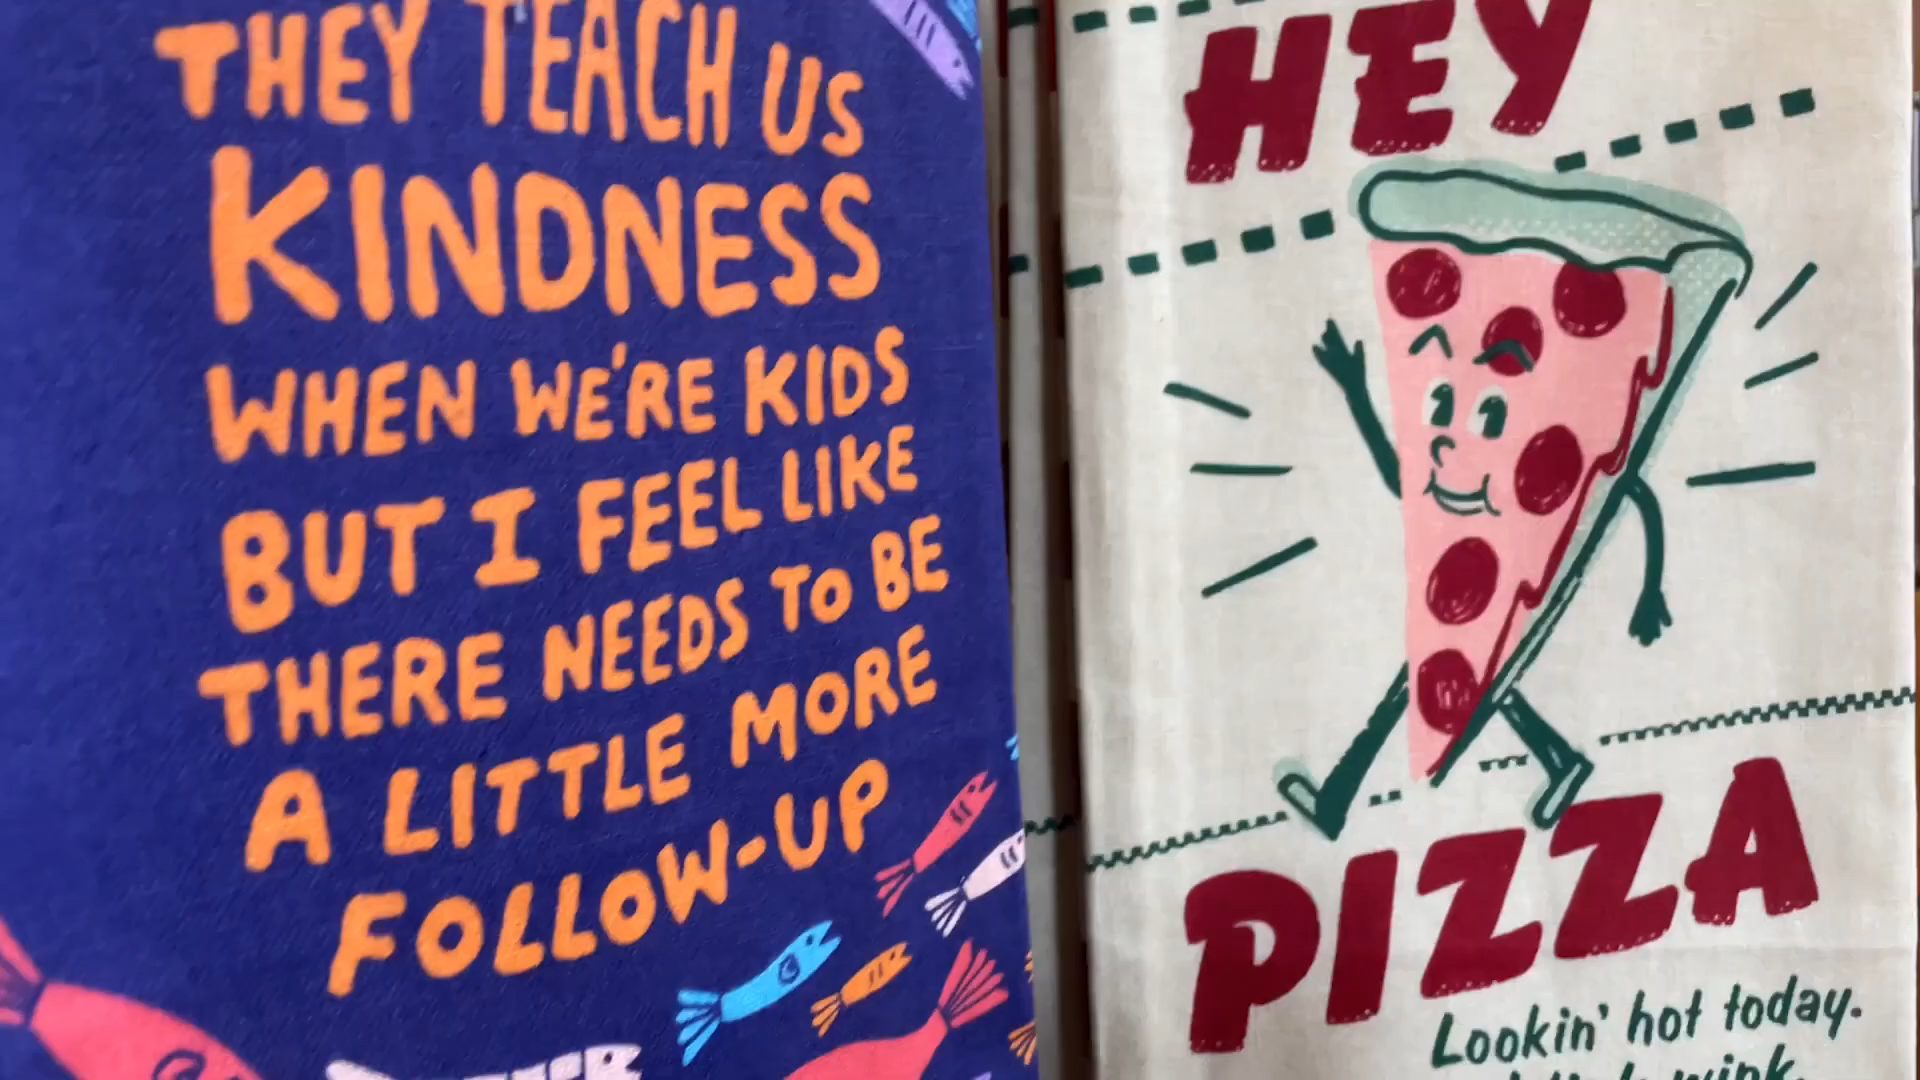 THEY TEACH US
KINDNESS
WHEN WE'RE KIDS
BUT I FEEL LIKE
THERE NEEDS TO BE
A LITTLE MORE
FOLLOW-UP
HEY
PIZZA
Lookin' hot today.
wink.